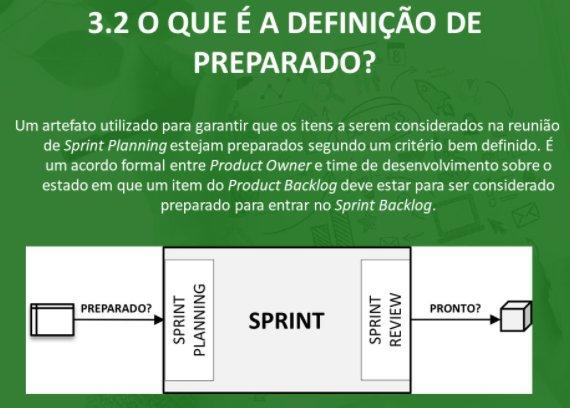 3.2 O QUE É A DEFINIÇÃO DE
PREPARADO?
Um artefato utilizado para garantir que os itens a serem considerados na reunião
de Sprint Planning estejam preparados segundo um critério bem definido. É
um acordo formal entre Product Owner e time de desenvolvimento sobre o
estado em que um item do Product Backlog deve estar para ser considerado
preparado para entrar no Sprint Backlog.
PREPARADO?
SPRINT
PLANNING
SPRINT
SPRINT
REVIEW
PRONTO?